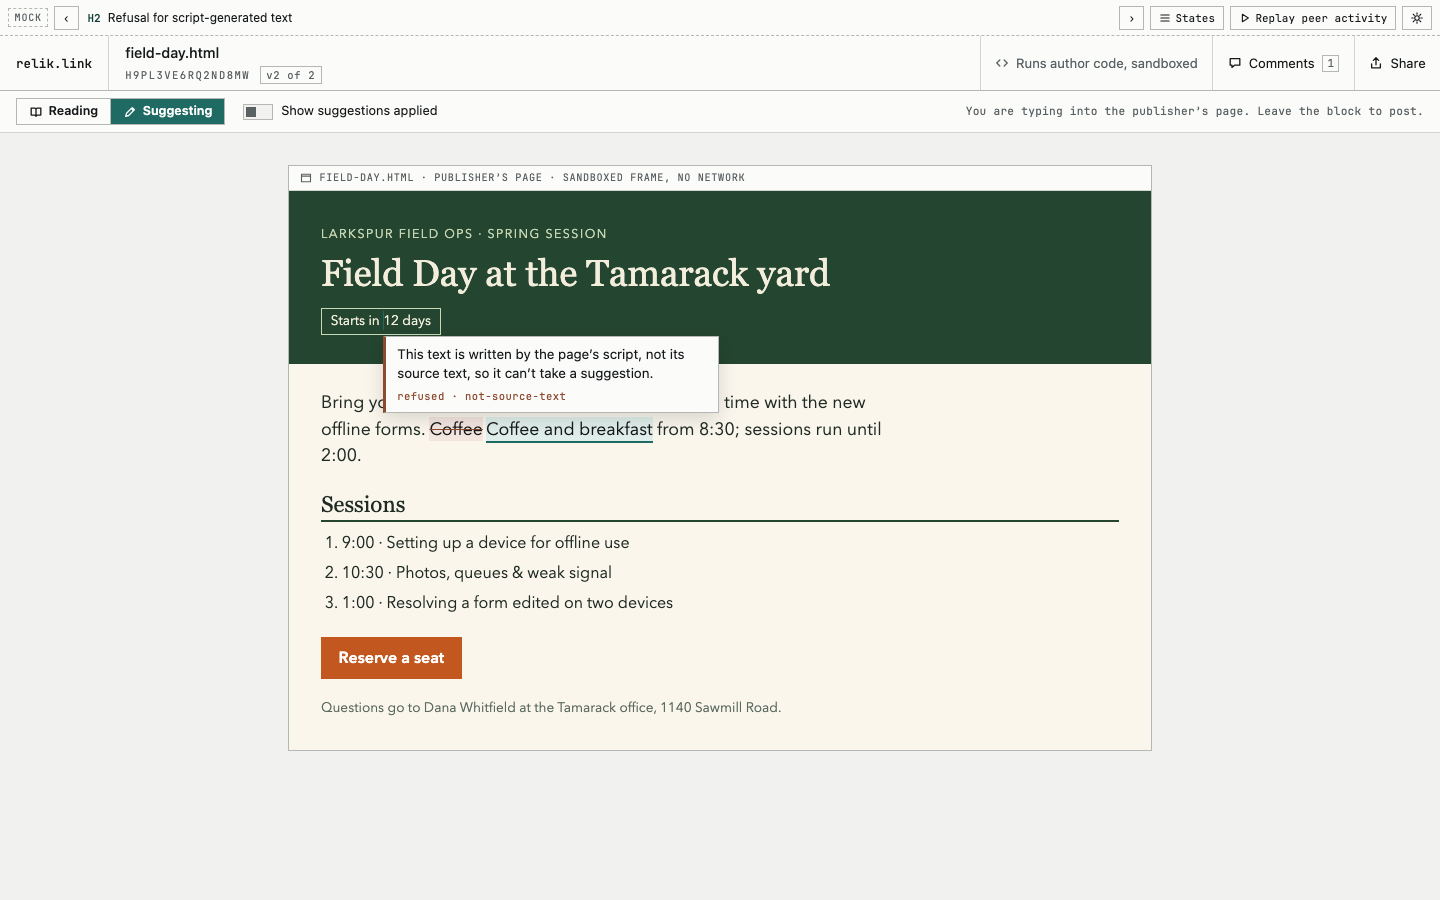 MOCK ‹ H2 Refusal for script-generated text › States Replay peer activity
relik.link field-day.html Runs author code, sandboxed Comments 1 Share
H9PL3VE6RQ2ND8MW v2 of 2
Reading Suggesting Show suggestions applied You are typing into the publisher’s page. Leave the block to post.
FIELD-DAY.HTML · PUBLISHER’S PAGE · SANDBOXED FRAME, NO NETWORK
LARKSPUR FIELD OPS · SPRING SESSION
Field Day at the Tamarack yard
Starts in 12 days
This text is written by the page’s script, not its
source text, so it can’t take a suggestion.
refused · not-source-text
Bring time with the new
offline forms. Coffee Coffee and breakfast from 8:30; sessions run until
2:00.
Sessions
1. 9:00 · Setting up a device for offline use
2. 10:30 · Photos, queues & weak signal
3. 1:00 · Resolving a form edited on two devices
Reserve a seat
Questions go to Dana Whitfield at the Tamarack office, 1140 Sawmill Road.